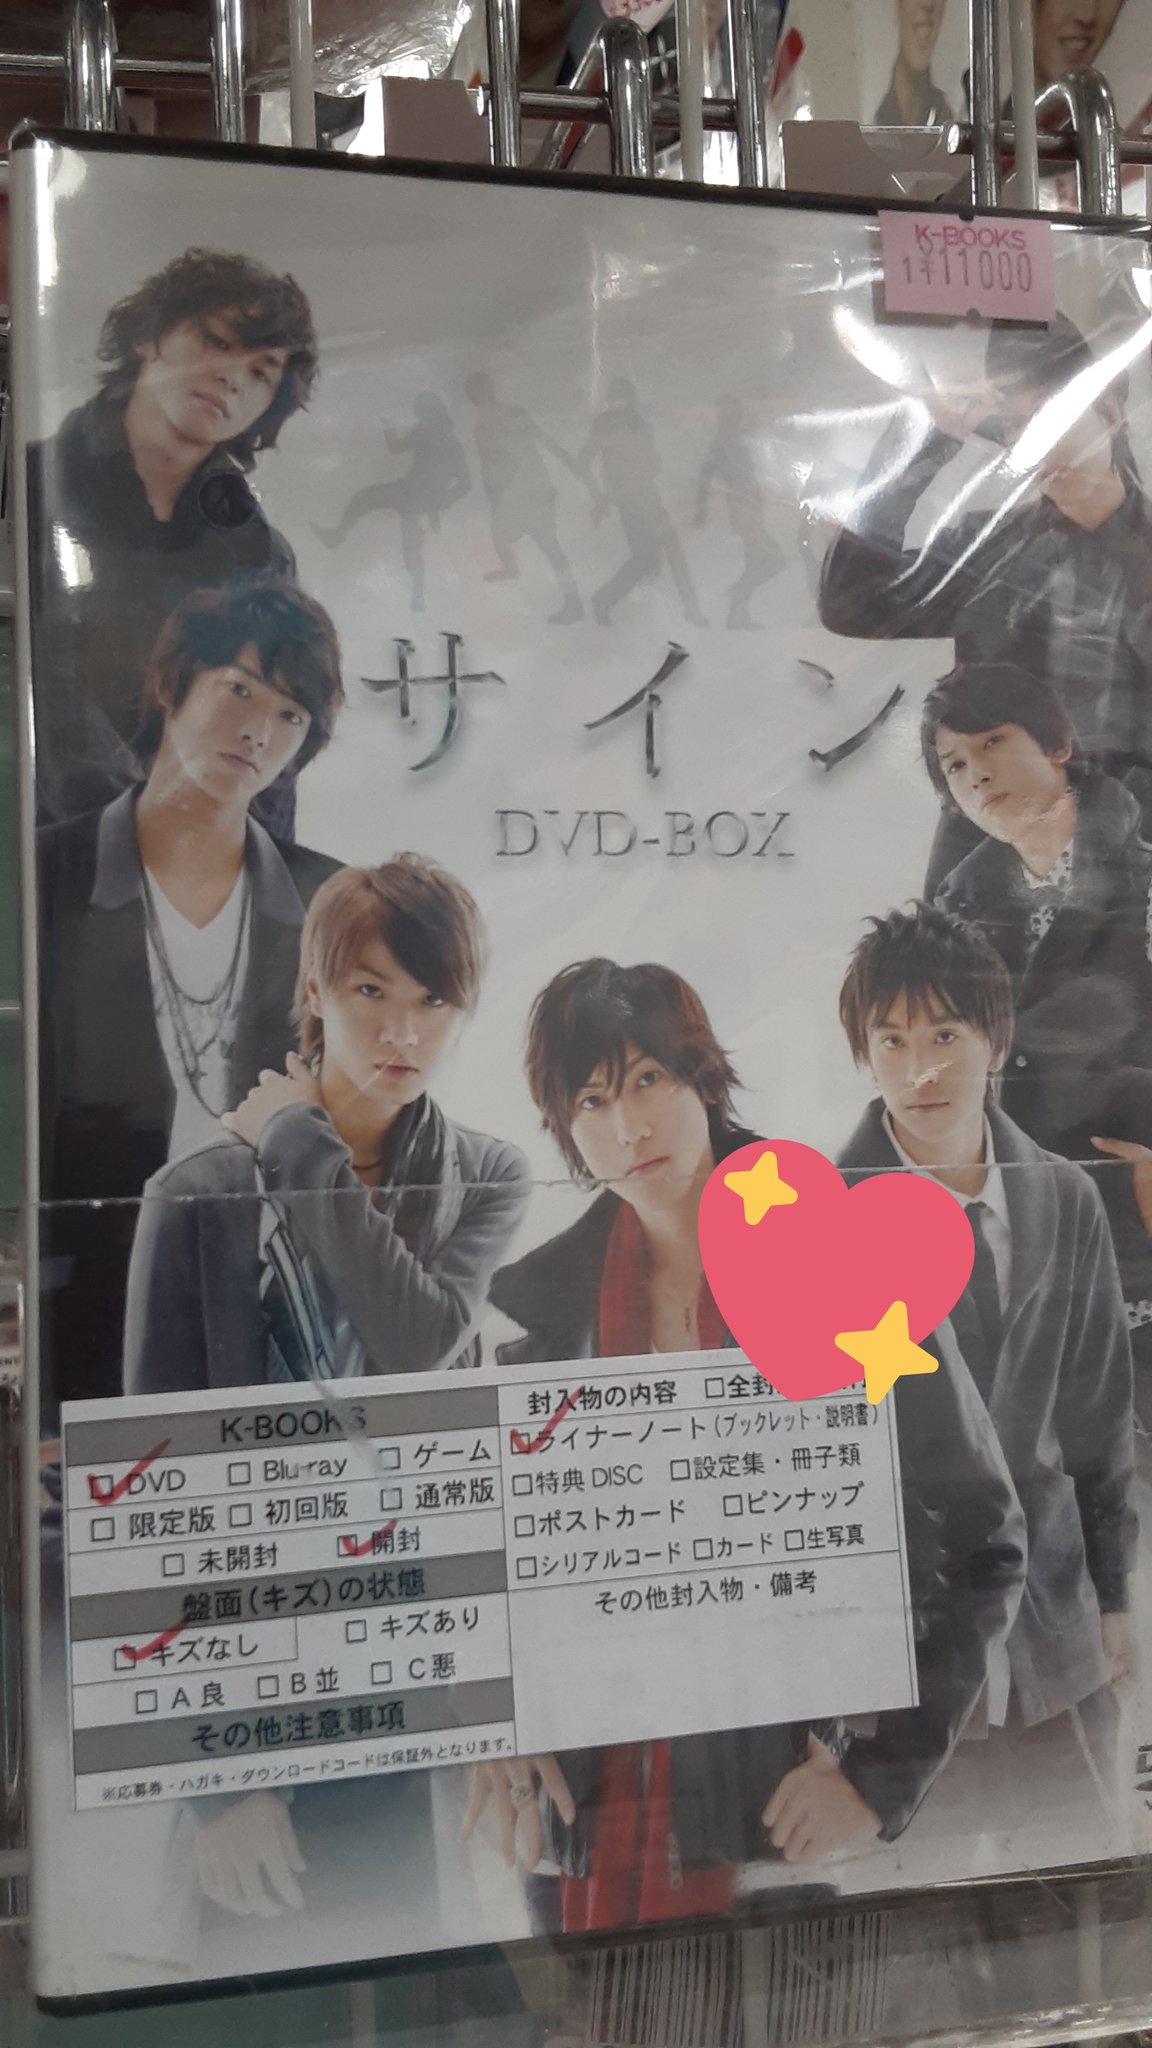 K-BOOKS
1¥11000
サイン
DVD-BOX
K-BOOKS
□DVD □Blu-ray □ゲーム
□限定版 □初回版 □通常版
□未開封 □開封
盤面(キズ)の状態
□キズなし □キズあり
□A良 □B並 □C悪
その他注意事項
※応募券・ハガキ・ダウンロードコードは保証外となります。
封入物の内容 □全封
□ライナーノート(ブックレット・説明書)
□特典DISC □設定集・冊子類
□ポストカード □ピンナップ
□シリアルコード □カード □生写真
その他封入物・備考